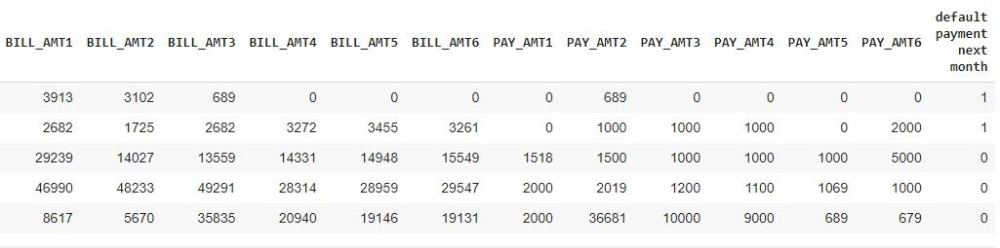 BILL_AMT1 BILL_AMT2 BILL_AMT3 BILL_AMT4 BILL_AMT5 BILL_AMT6 PAY_AMT1 PAY_AMT2 PAY_AMT3 PAY_AMT4 PAY_AMT5 PAY_AMT6 default
payment
next
month
3913 3102 689 0 0 0 0 689 0 0 0 0 1
2682 1725 2682 3272 3455 3261 0 1000 1000 1000 0 2000 1
29239 14027 13559 14331 14948 15549 1518 1500 1000 1000 1000 5000 0
46990 48233 49291 28314 28959 29547 2000 2019 1200 1100 1069 1000 0
8617 5670 35835 20940 19146 19131 2000 36681 10000 9000 689 679 0